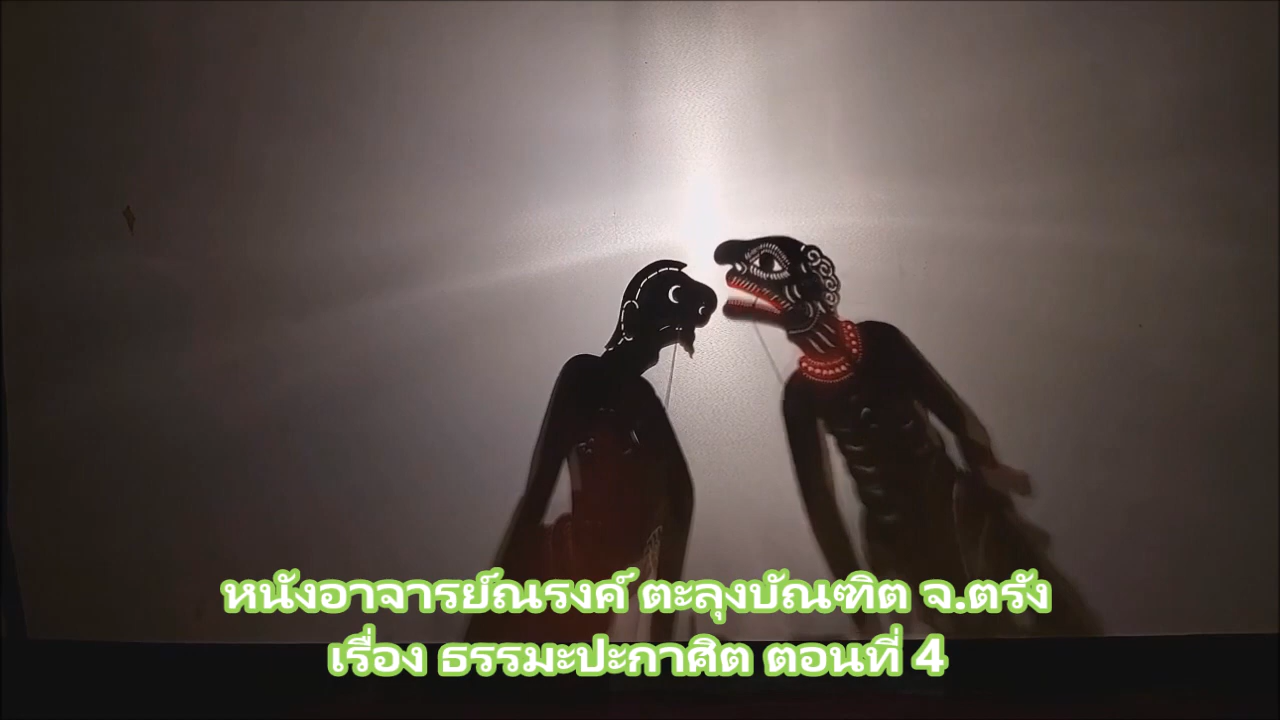 หนังอาจารย์ณรงค์ ตะลุงบัณฑิต จ.ตรัง
เรื่อง ธรรมะปะกาศิต ตอนที่ 4